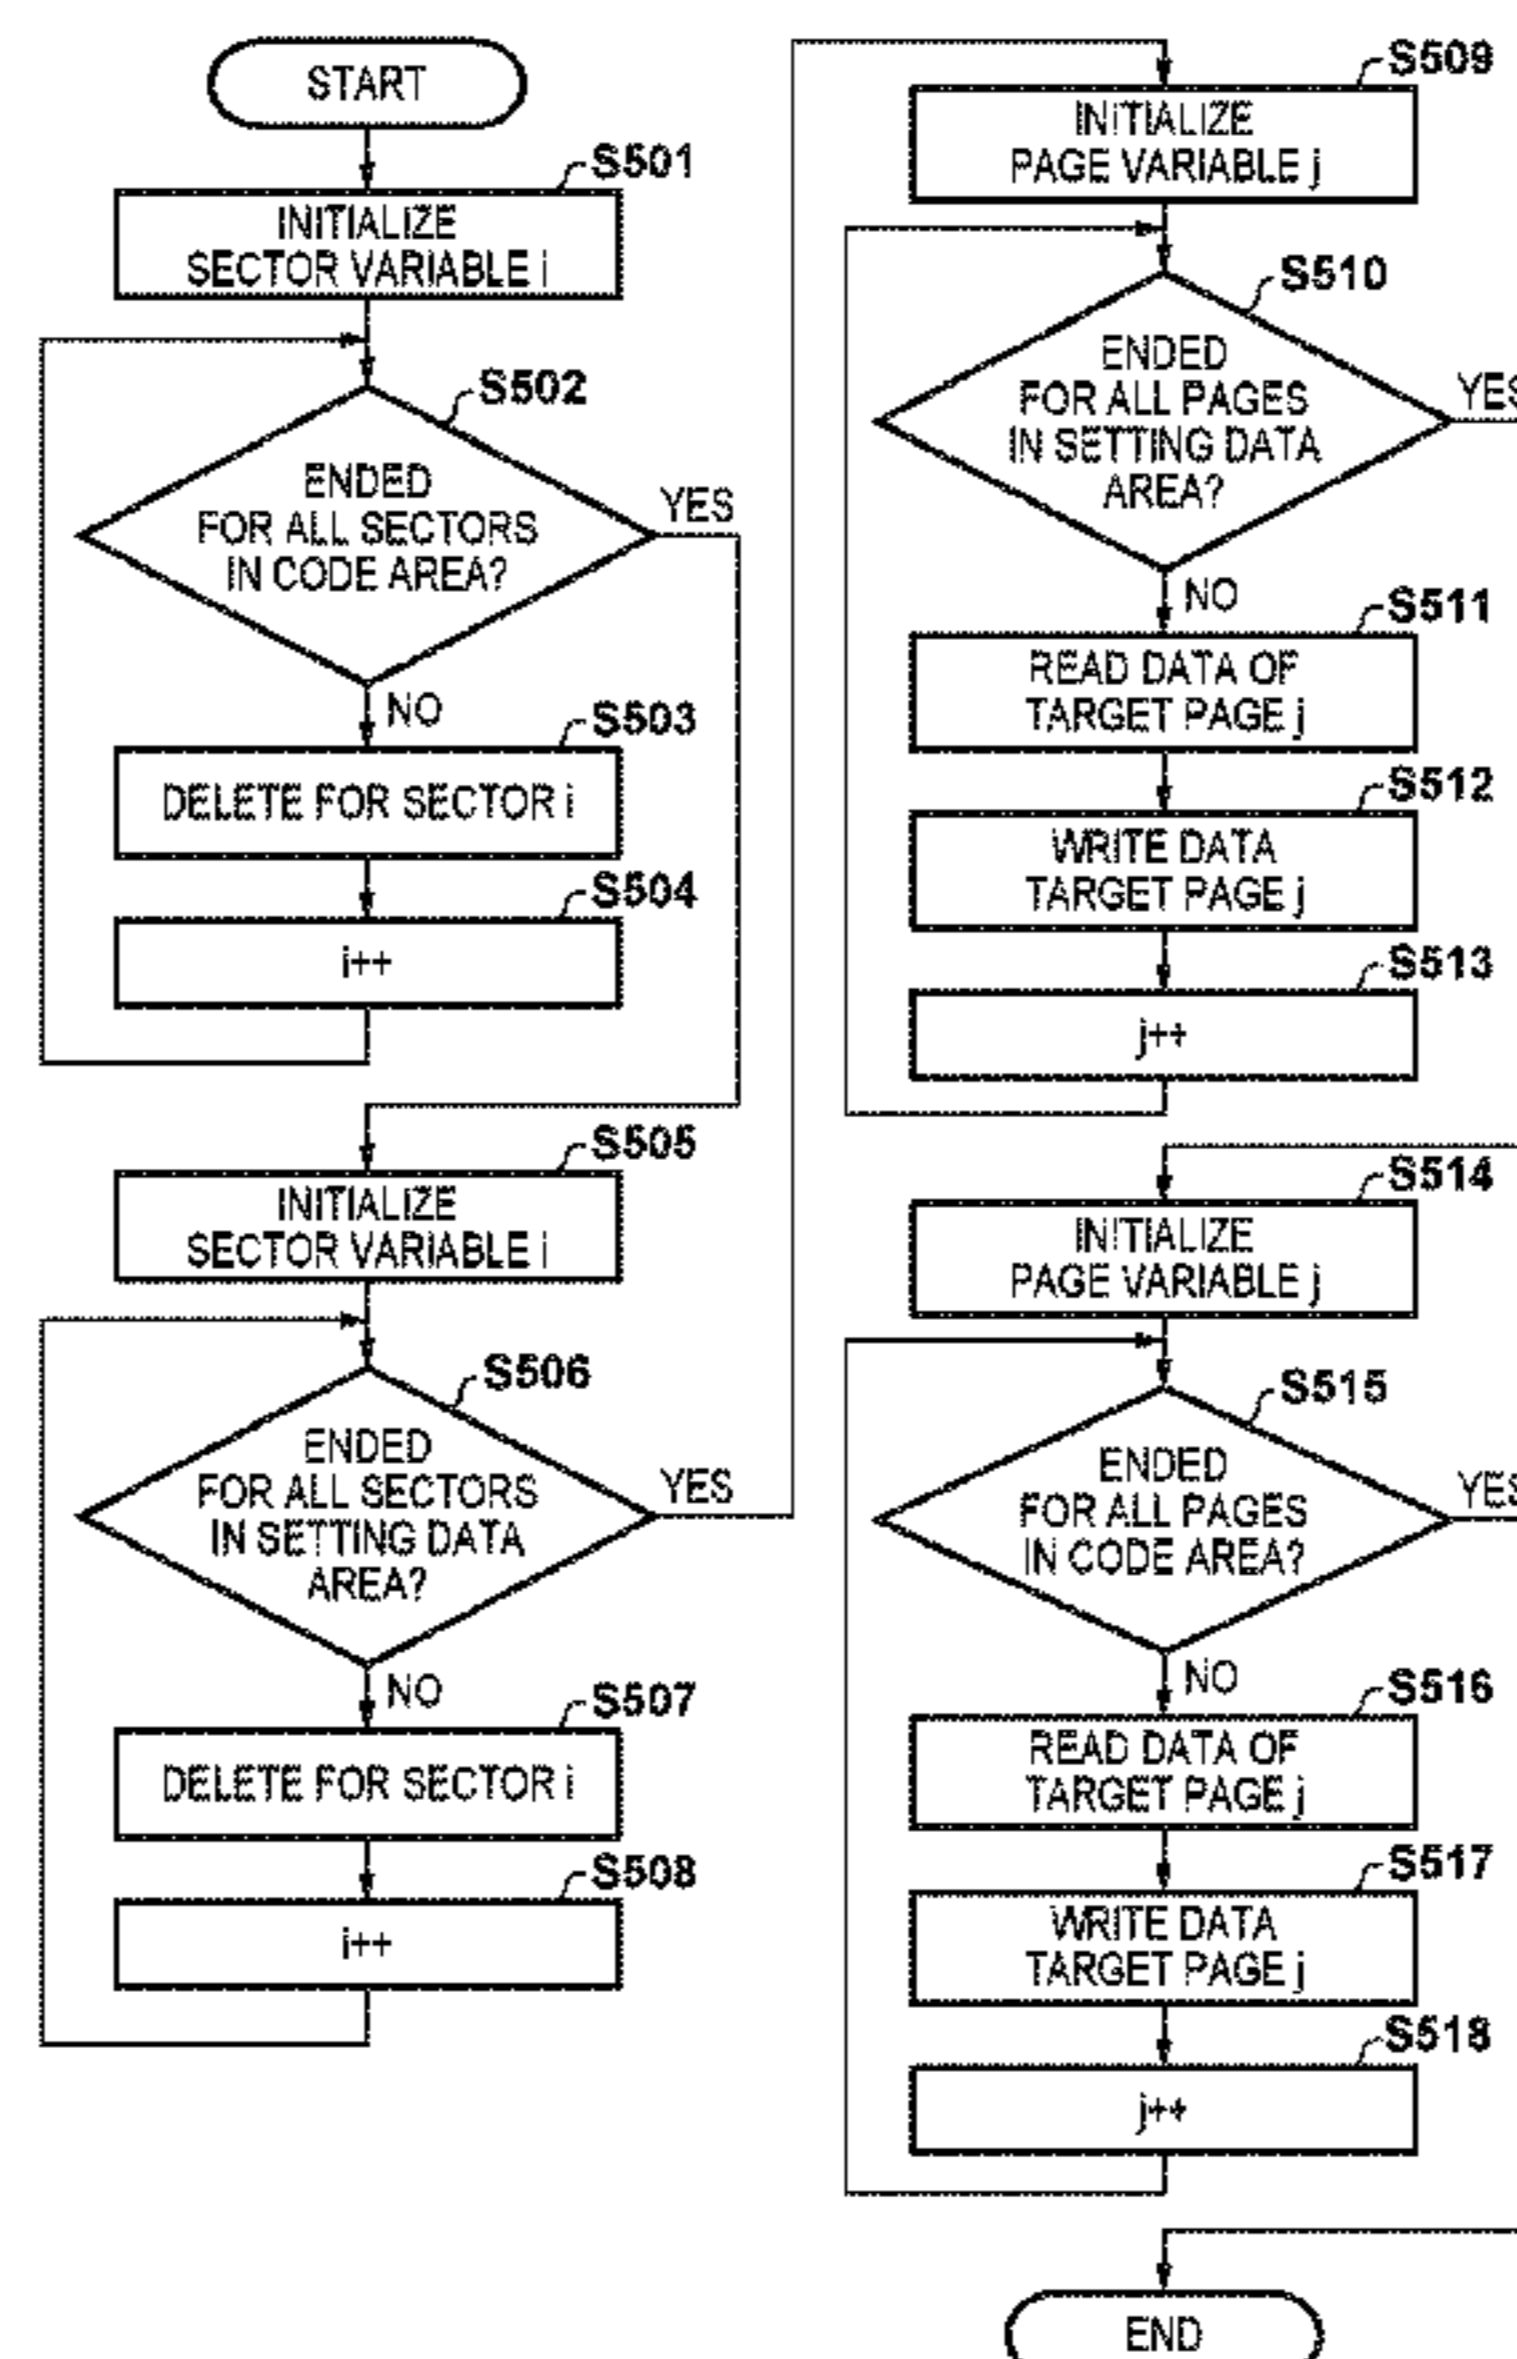 START
S501
INITIALIZE
SECTOR VARIABLE i
S502
ENDED
FOR ALL SECTORS
IN CODE AREA?
YES
NO
S503
DELETE FOR SECTOR i
S504
i++
S505
INITIALIZE
SECTOR VARIABLE i
S506
ENDED
FOR ALL SECTORS
IN SETTING DATA
AREA?
YES
NO
S507
DELETE FOR SECTOR i
S508
i++
S509
INITIALIZE
PAGE VARIABLE j
S510
ENDED
FOR ALL PAGES
IN SETTING DATA
AREA?
YES
NO
S511
READ DATA OF
TARGET PAGE j
S512
WRITE DATA
TARGET PAGE j
S513
j++
S514
INITIALIZE
PAGE VARIABLE j
S515
ENDED
FOR ALL PAGES
IN CODE AREA?
YES
NO
S516
READ DATA OF
TARGET PAGE j
S517
WRITE DATA
TARGET PAGE j
S518
j++
END